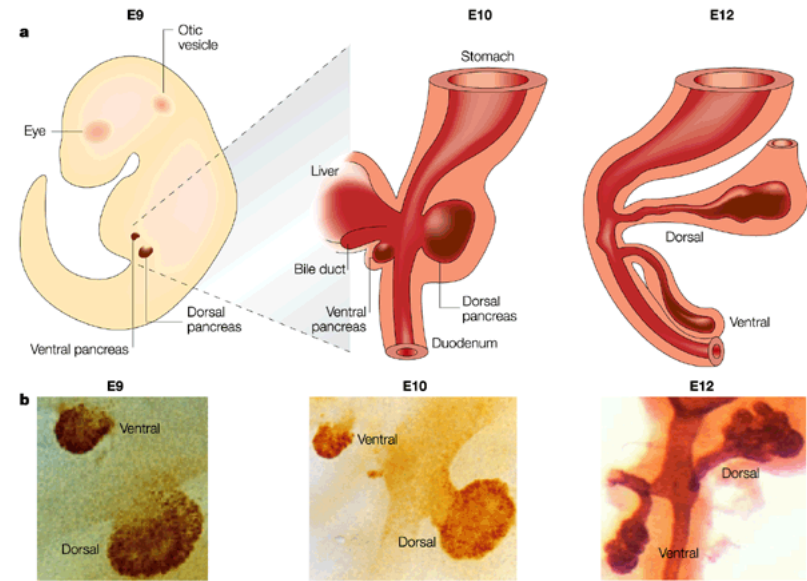 E9
E10
E12
a
Otic
vesicle
Eye
Dorsal
pancreas
Ventral pancreas
Stomach
Liver
Bile duct
Ventral
pancreas
Dorsal
pancreas
Duodenum
Dorsal
Ventral
b
E9
E10
E12
Ventral
Dorsal
Ventral
Dorsal
Dorsal
Ventral